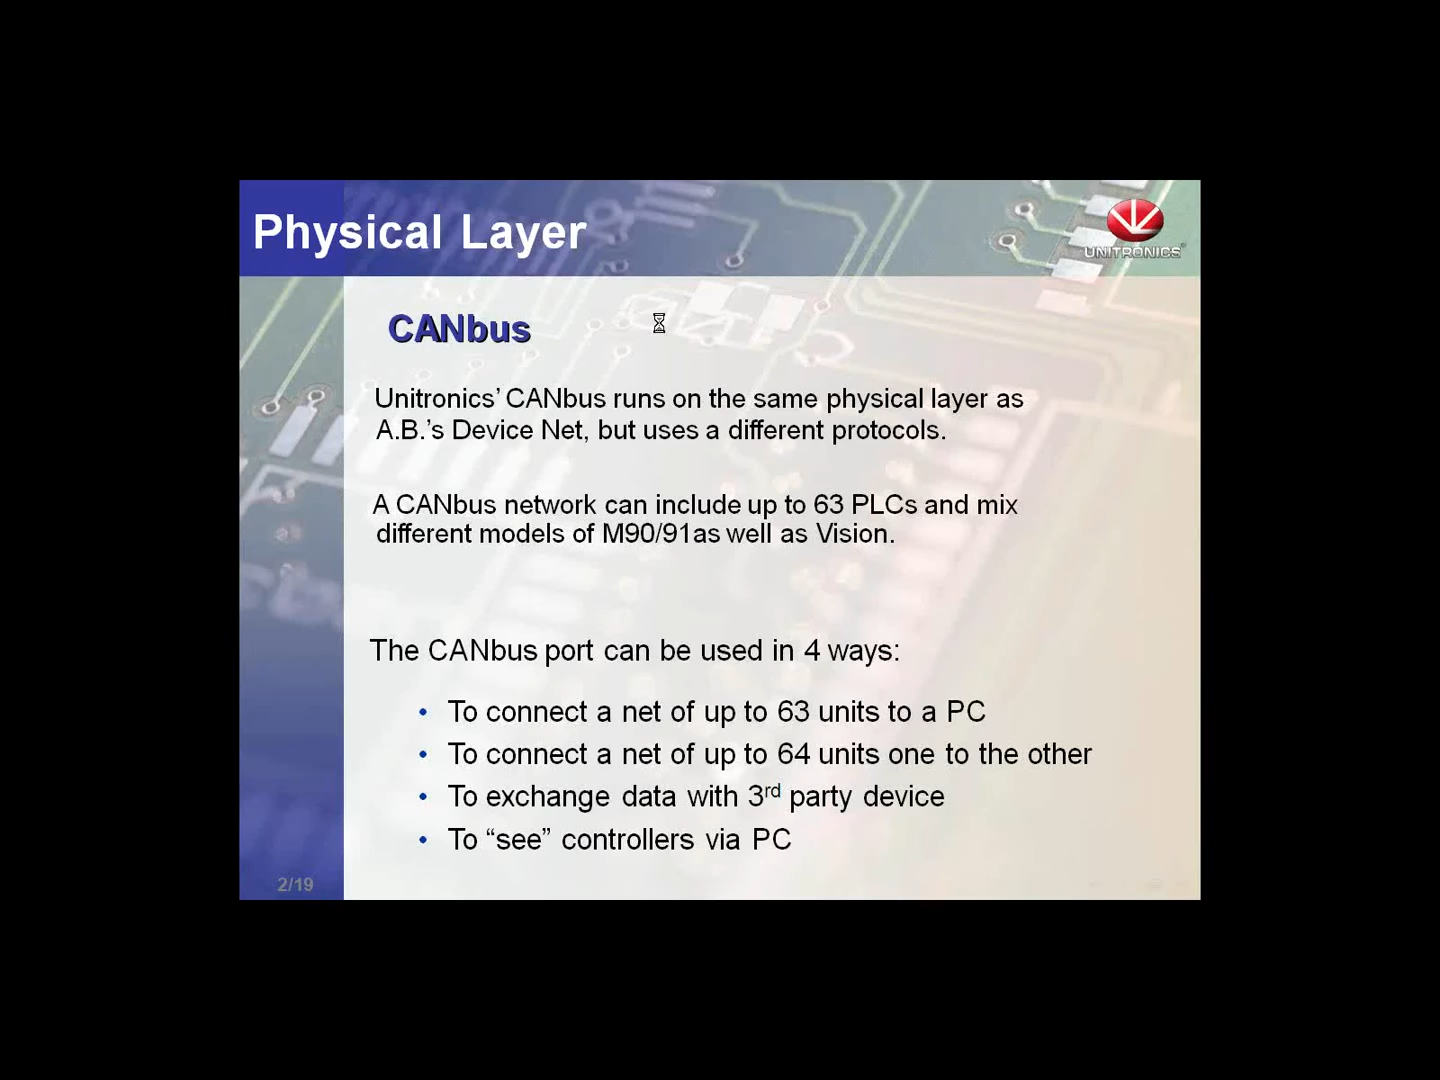 Physical Layer
UNITRONICS®
CANbus
Unitronics’ CANbus runs on the same physical layer as
A.B.’s Device Net, but uses a different protocols.
A CANbus network can include up to 63 PLCs and mix
different models of M90/91as well as Vision.
The CANbus port can be used in 4 ways:
• To connect a net of up to 63 units to a PC
• To connect a net of up to 64 units one to the other
• To exchange data with 3rd party device
• To “see” controllers via PC
2/19